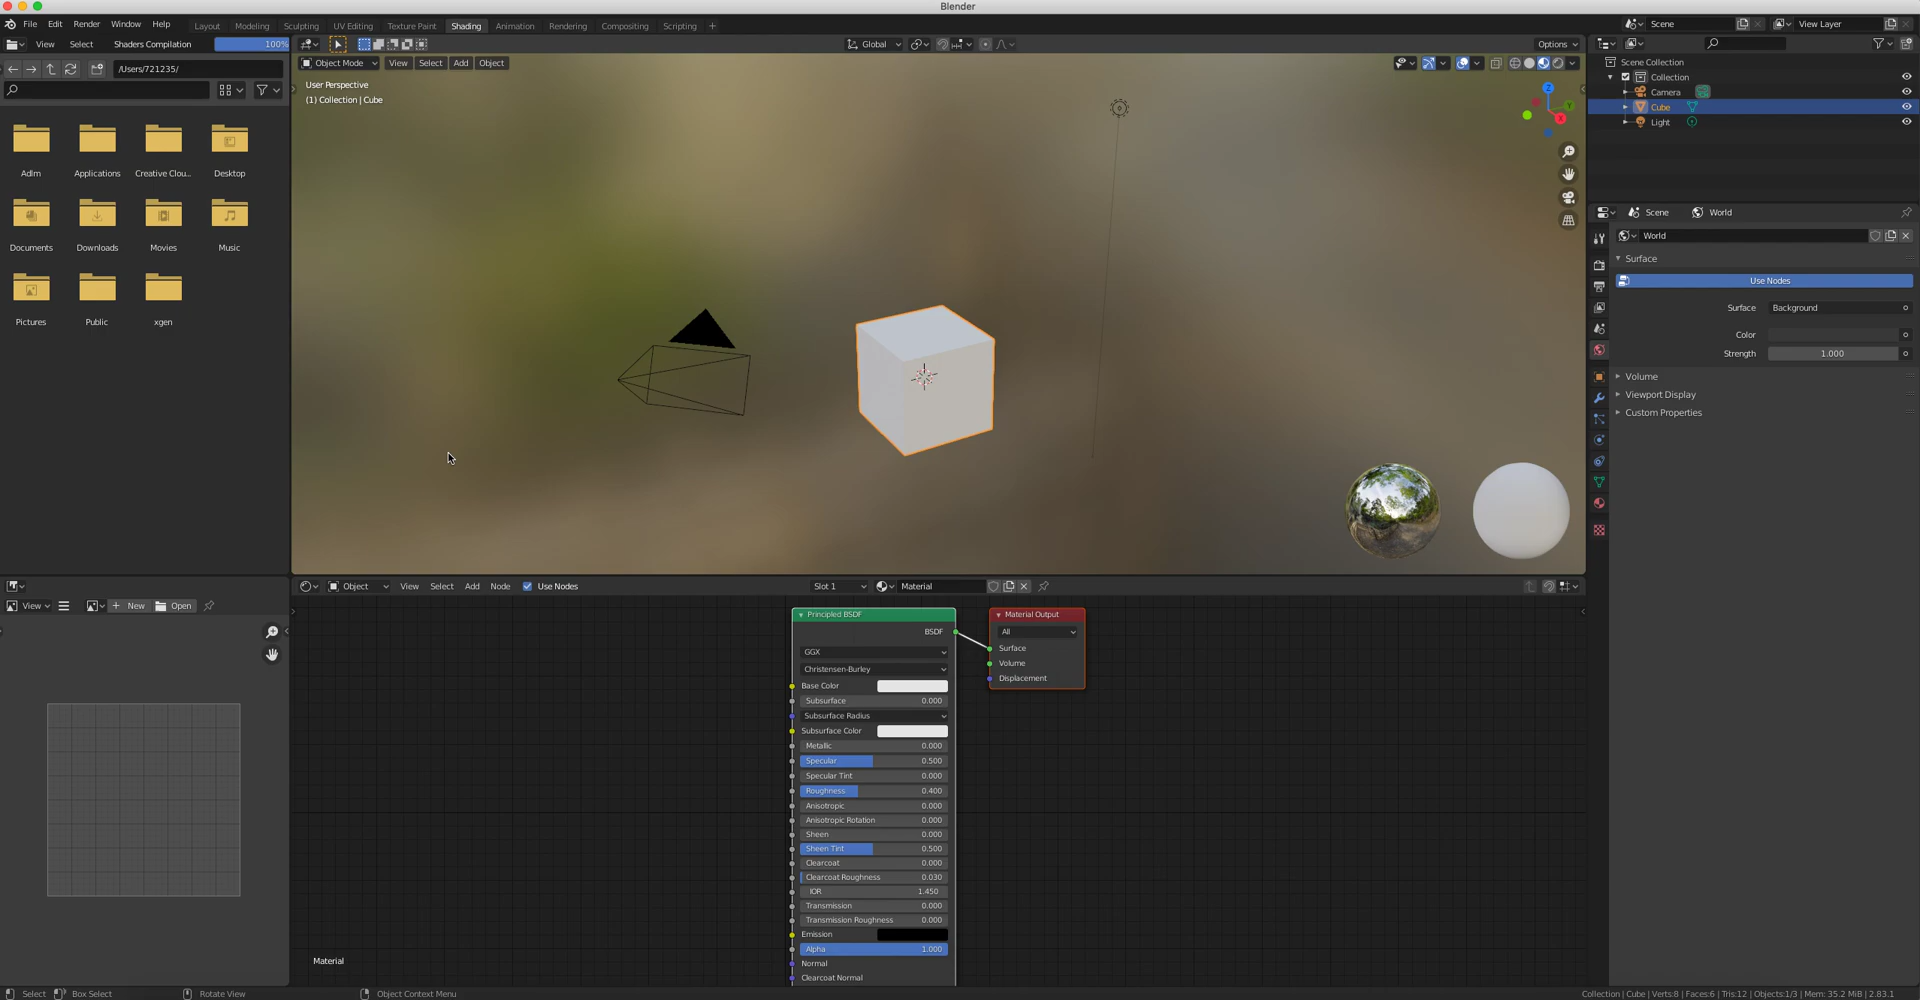 Blender
File Edit Render Window Help Layout Modeling Sculpting UV Editing Texture Paint Shading Animation Rendering Compositing Scripting + Scene View Layer
View Select Shaders Compilation 100% Global Options
/Users/721235/
Object Mode View Select Add Object
User Perspective
(1) Collection | Cube
Adlm Applications Creative Clou... Desktop
Documents Downloads Movies Music
Pictures Public xgen
Z
Y
X
Scene Collection
Collection
Camera
Cube
Light
Scene World
World
Surface
Use Nodes
Surface Background
Color
Strength 1.000
Volume
Viewport Display
Custom Properties
View + New Open
Object View Select Add Node Use Nodes Slot 1 Material
Principled BSDF
BSDF
GGX
Christensen-Burley
Base Color
Subsurface 0.000
Subsurface Radius
Subsurface Color
Metallic 0.000
Specular 0.500
Specular Tint 0.000
Roughness 0.400
Anisotropic 0.000
Anisotropic Rotation 0.000
Sheen 0.000
Sheen Tint 0.500
Clearcoat 0.000
Clearcoat Roughness 0.030
IOR 1.450
Transmission 0.000
Transmission Roughness 0.000
Emission
Alpha 1.000
Normal
Clearcoat Normal
Material Output
All
Surface
Volume
Displacement
Material
Select Box Select Rotate View Object Context Menu Collection | Cube | Verts:8 | Faces:6 | Tris:12 | Objects:1/3 | Mem: 35.2 MiB | 2.83.1